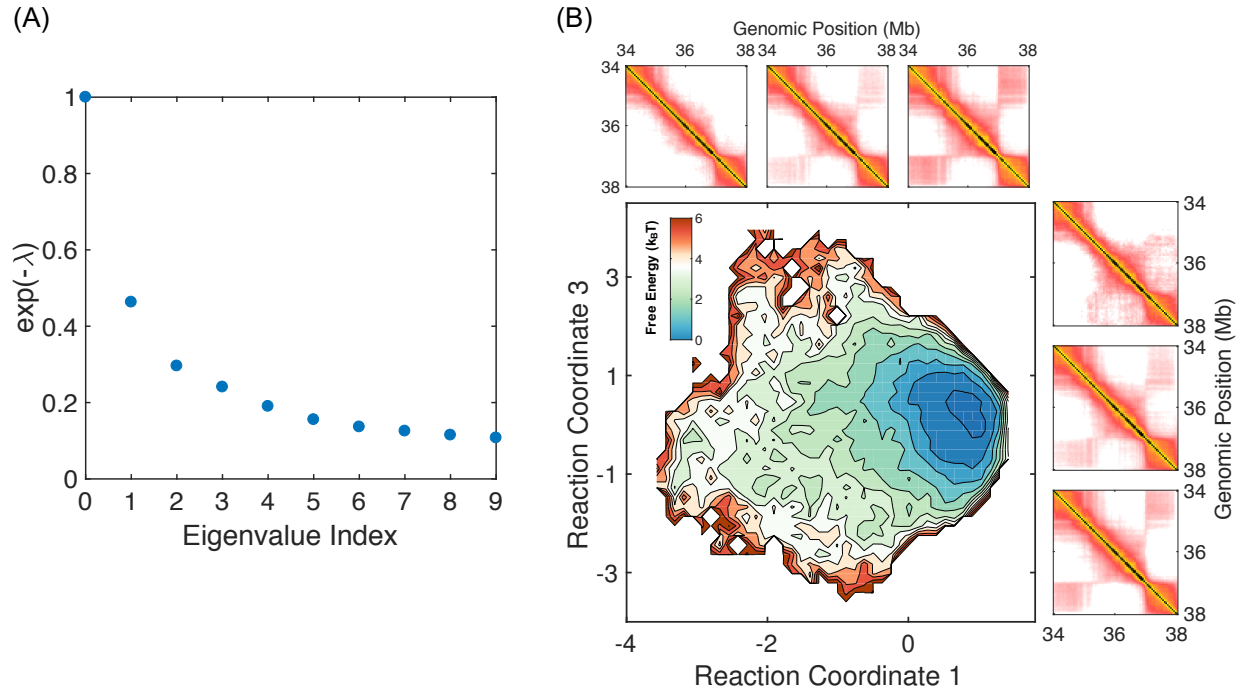 (A)
1
0.8
0.6
0.4
0.2
0
0 1 2 3 4 5 6 7 8 9
exp(-λ)
Eigenvalue Index
(B)
Genomic Position (Mb)
34 36 38 34 36 38 34 36 38
34
36
38
Free Energy (kBT)
6
4
2
0
3
1
-1
-3
Reaction Coordinate 3
-4 -2 0
Reaction Coordinate 1
34
36
38
34
36
38
34
36
38
34 36 38
Genomic Position (Mb)